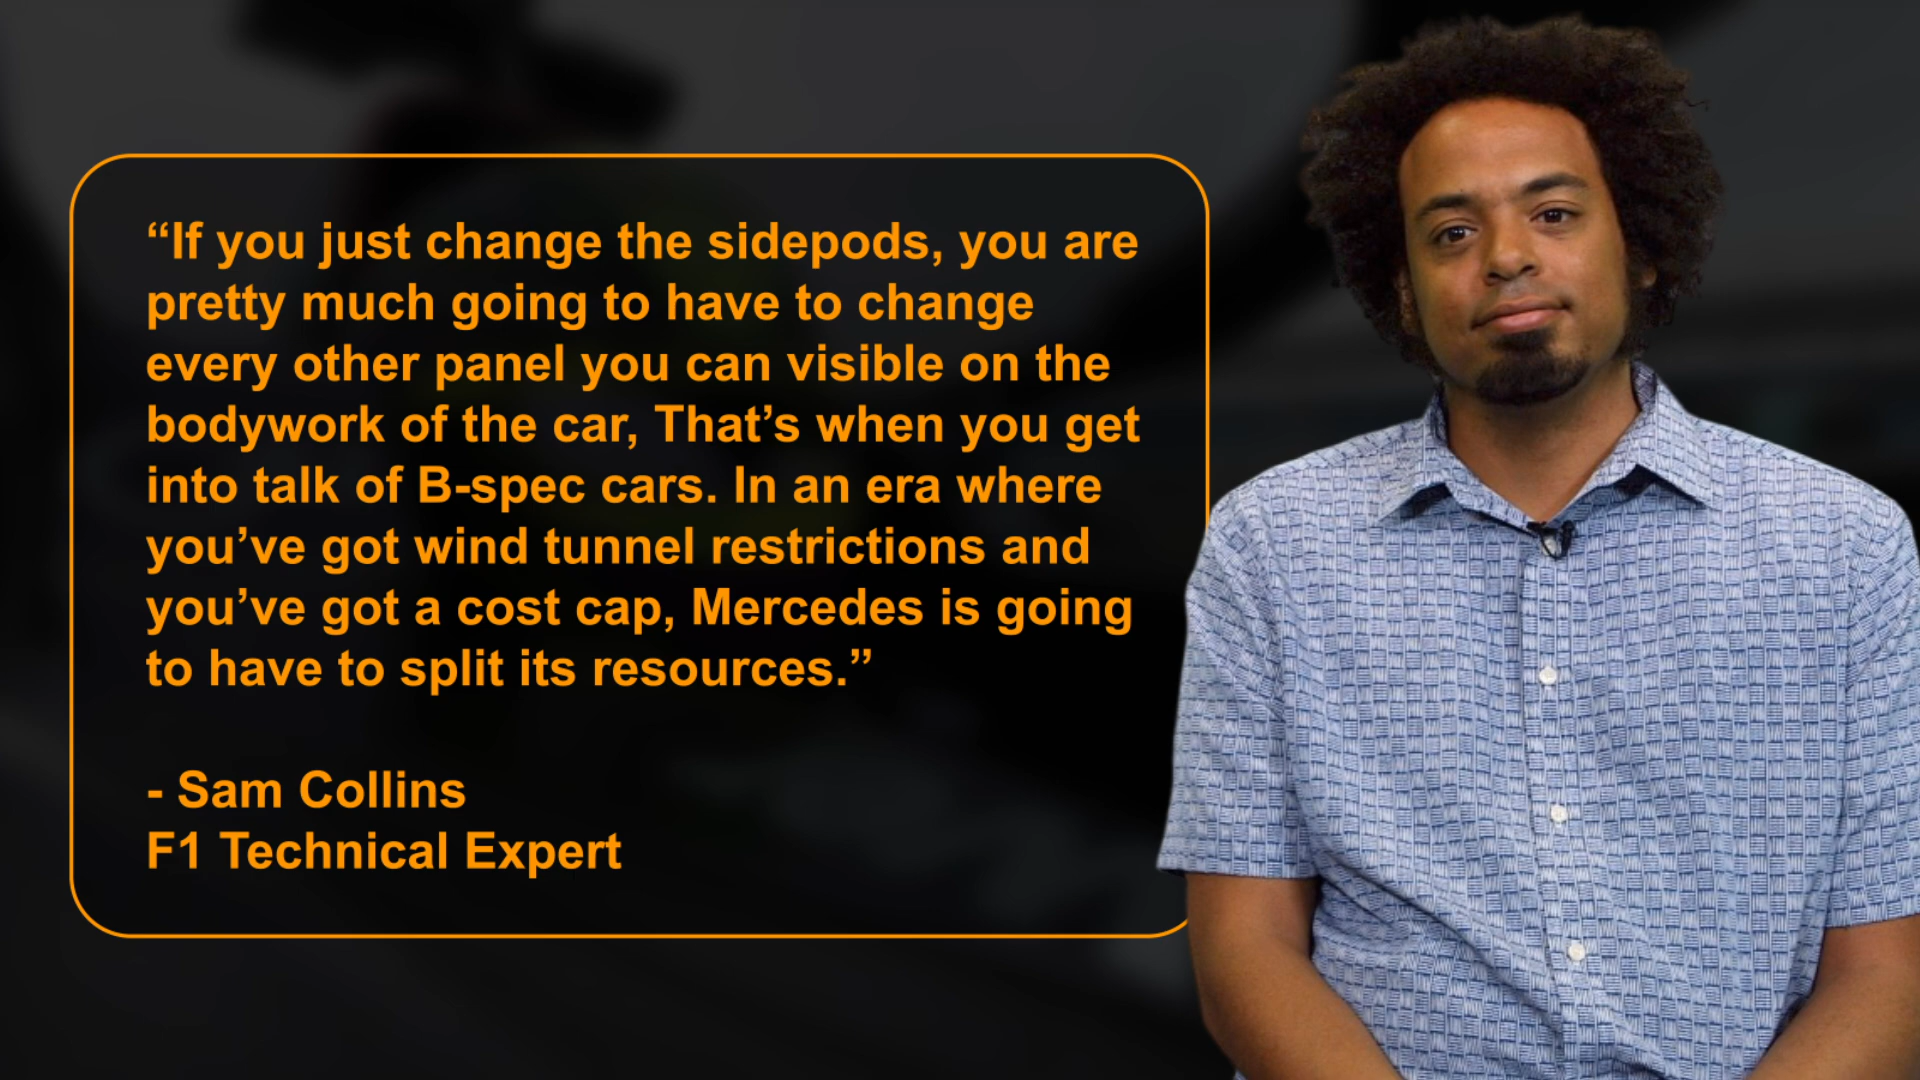 “If you just change the sidepods, you are
pretty much going to have to change
every other panel you can visible on the
bodywork of the car, That’s when you get
into talk of B-spec cars. In an era where
you’ve got wind tunnel restrictions and
you’ve got a cost cap, Mercedes is going
to have to split its resources.”
- Sam Collins
F1 Technical Expert